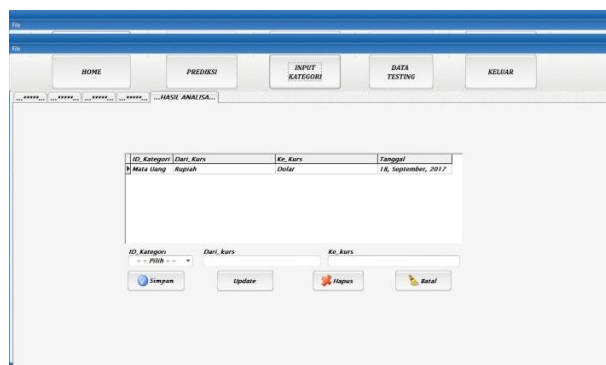 File
File
HOME PREDIKSI INPUT KATEGORI DATA TESTING KELUAR
...*****... ...*****... ...*****... ...*****... ...HASIL ANALISA...
ID_Kategori Dari_Kurs Ke_Kurs Tanggal
Mata Uang Rupiah Dolar 18, September, 2017
ID_Kategori Dari_kurs Ke_kurs
- - Pilih - -
Simpan Update Hapus Batal